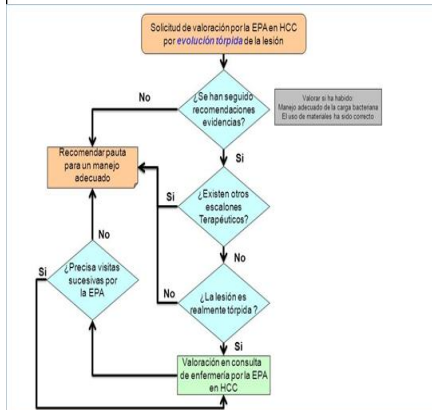 Solicitud de valoración por la EPA en HCC
por evolución tórpida de la lesión
No
¿Se han seguido
recomendaciones
evidencias?
Valorar si ha habido:
Manejo adecuado de la carga bacteriana
El uso de materiales ha sido correcto
Recomendar pauta
para un manejo
adecuado
Si
Si
¿Existen otros
escalones
Terapéuticos?
No
No
Si
¿Precisa visitas
sucesivas por
la EPA
No
¿La lesión es
realmente tórpida ?
Si
Valoración en consulta
de enfermería por la EPA
en HCC